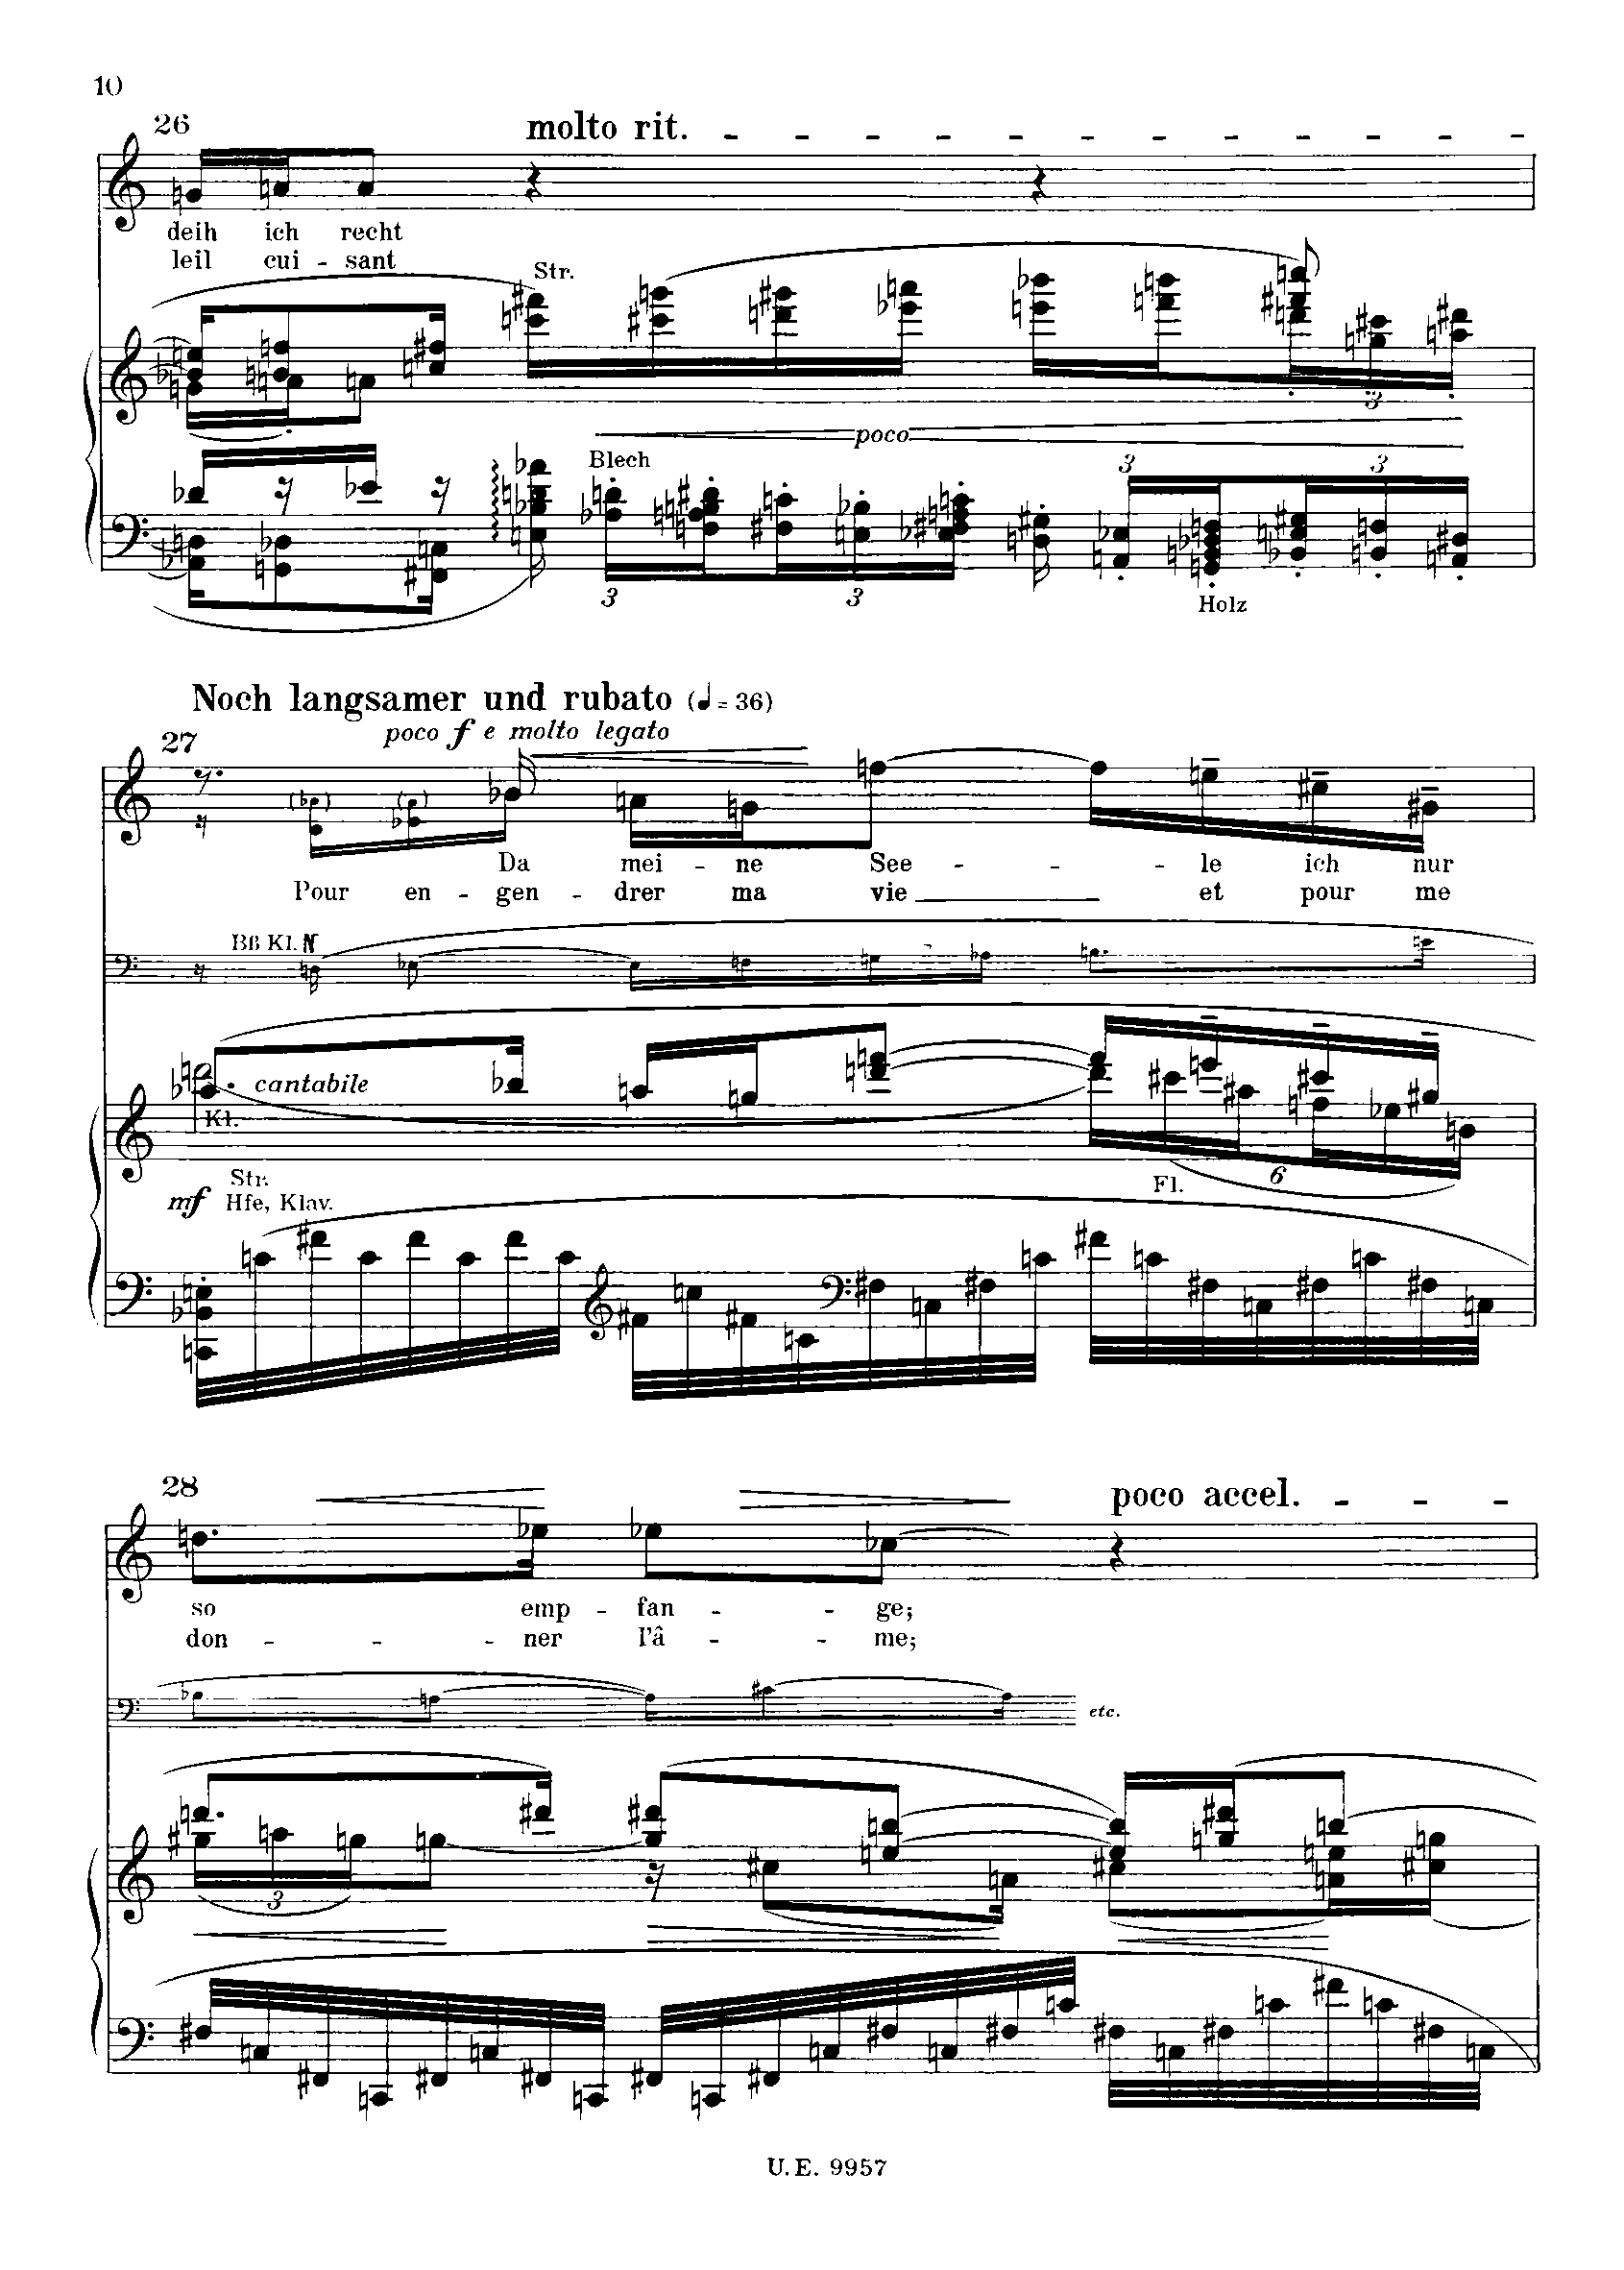 10
26
molto rit.
deih ich recht
leil cui - sant
Str.
poco
Blech
3
3
3
3
3
Holz
Noch langsamer und rubato (♩ = 36)
27
poco f e molto legato
Da mei - ne See - - - le ich nur
Pour en - gen - drer ma vie et pour me
Bß Kl.
cantabile
Kl.
Str.
mf Hfe, Klav.
6
Fl.
28
poco accel.
so emp - fan - ge;
don - - ner l'â - - me;
etc.
3
U. E. 9957